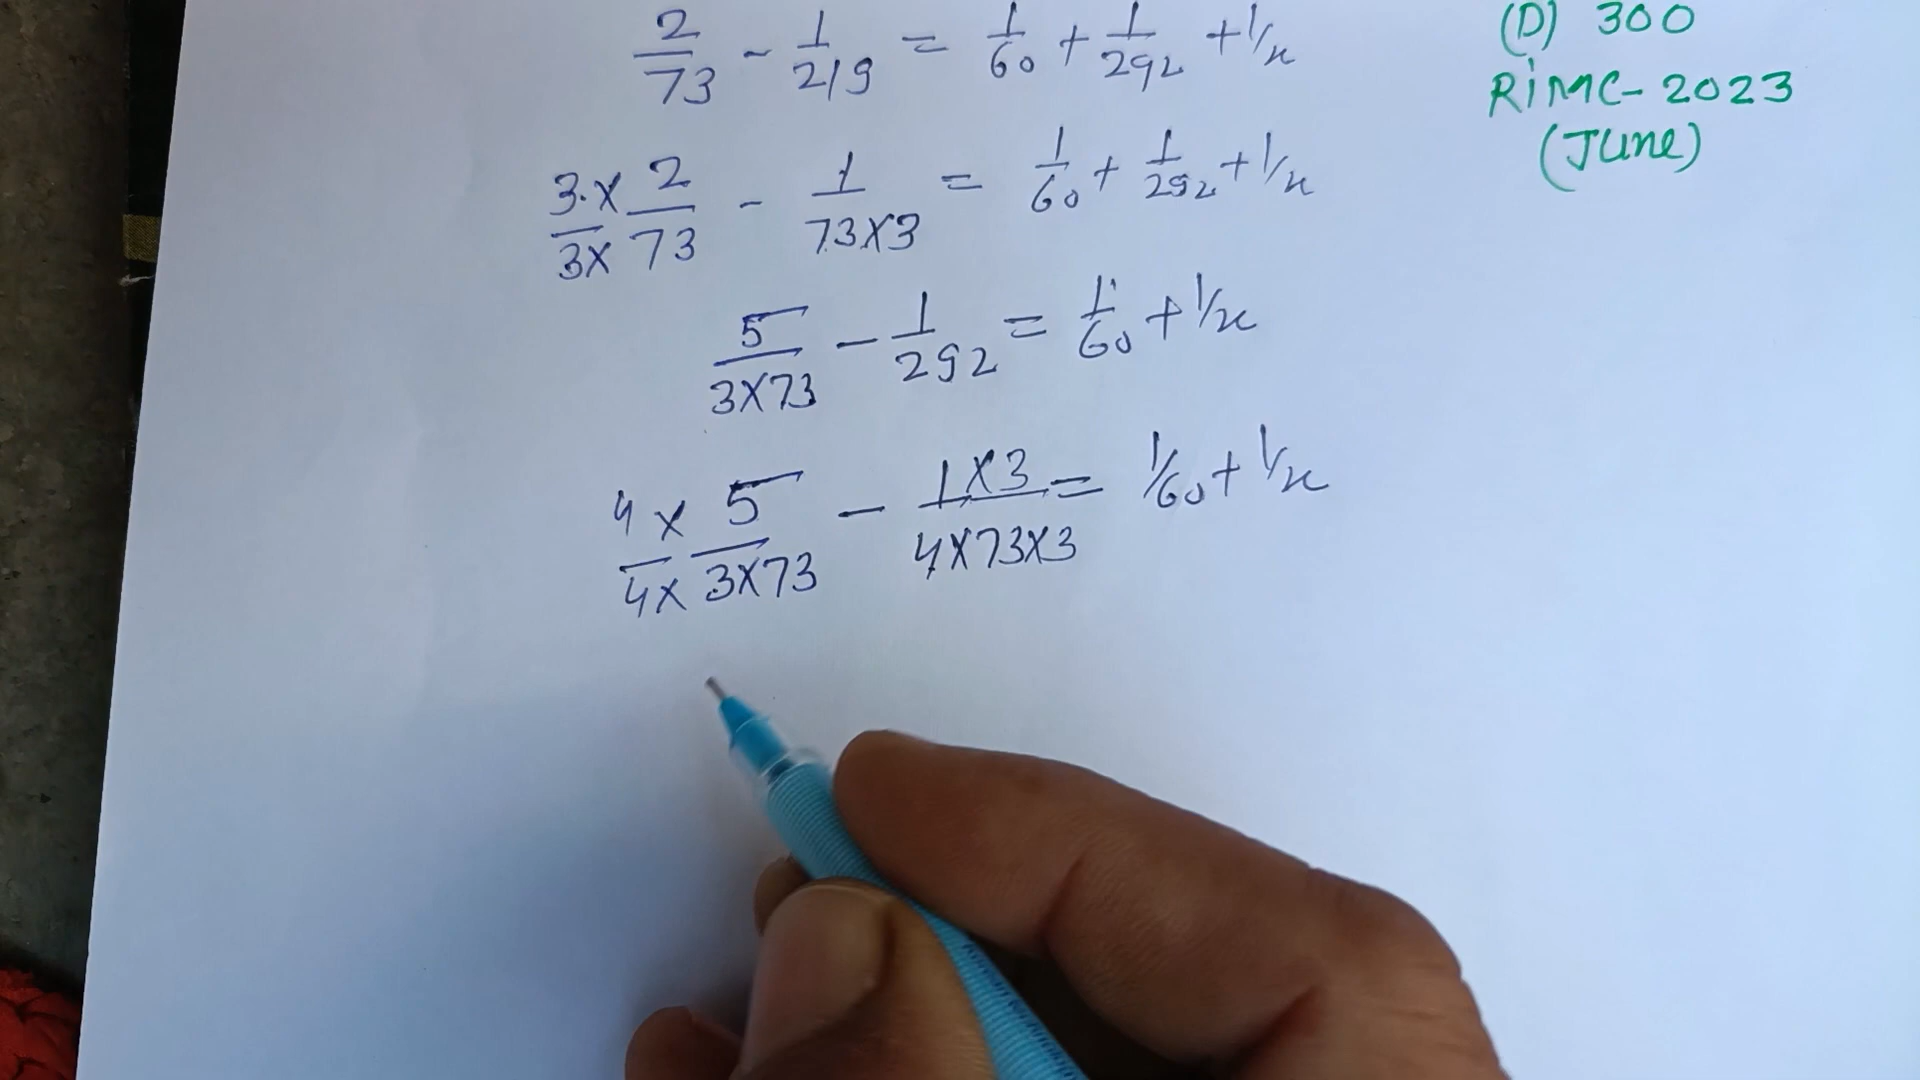 2/73 - 1/219 = 1/60 + 1/292 + 1/x
3×2/3×73 - 1/73×3 = 1/60 + 1/292 + 1/x
5/3×73 - 1/292 = 1/60 + 1/x
4×5/4×3×73 - 1×3/4×73×3 = 1/60 + 1/x
(D) 300
RiMC-2023
(June)